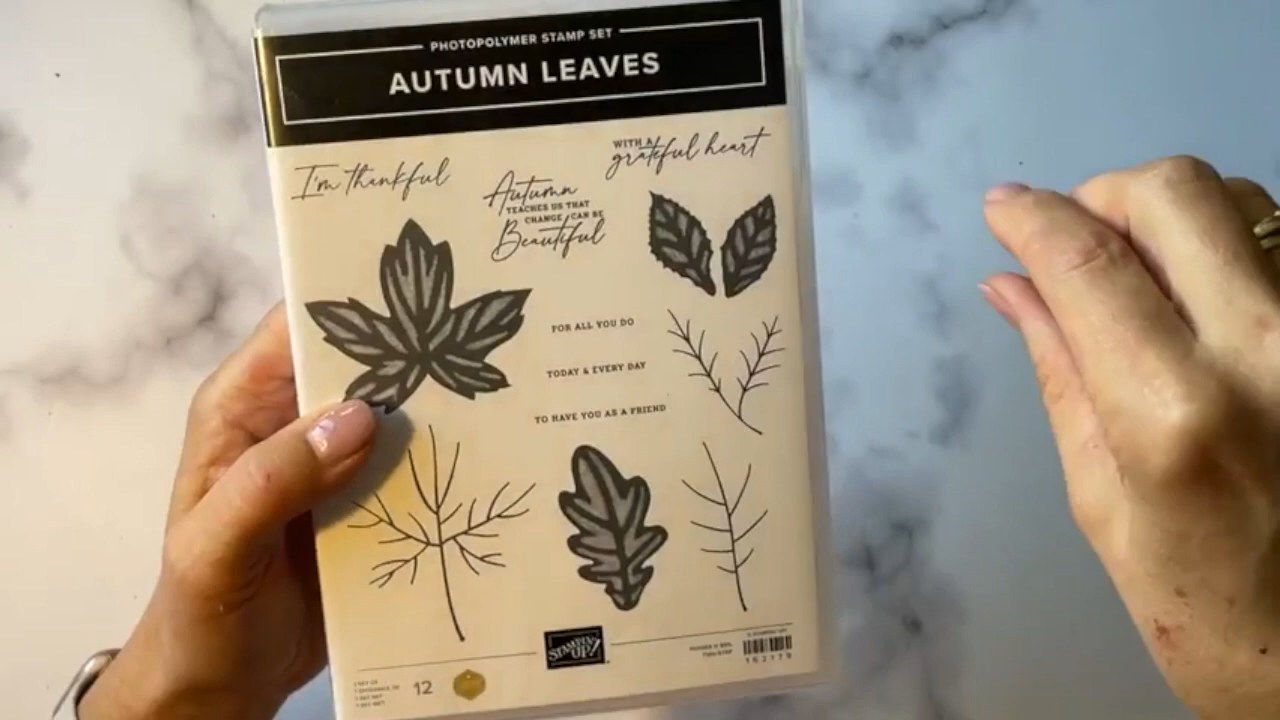 PHOTOPOLYMER STAMP SET
AUTUMN LEAVES
I'm thankful
WITH A
grateful heart
Autumn
TEACHES US THAT
CHANGE CAN BE
Beautiful
FOR ALL YOU DO
TODAY & EVERY DAY
TO HAVE YOU AS A FRIEND
STAMPIN' UP!
12
162179